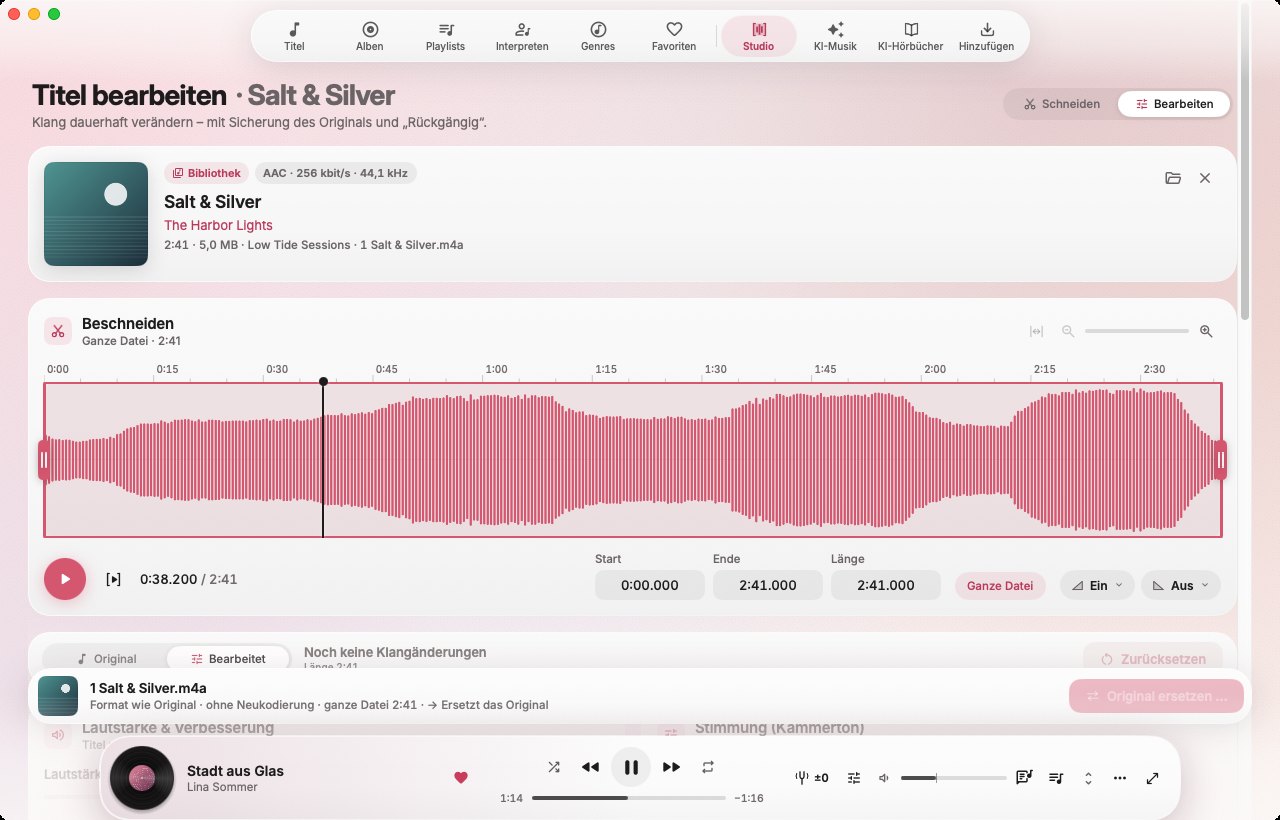 Titel
Alben
Playlists
Interpreten
Genres
Favoriten
Studio
KI-Musik
KI-Hörbücher
Hinzufügen
Titel bearbeiten · Salt & Silver
Klang dauerhaft verändern – mit Sicherung des Originals und „Rückgängig“.
Schneiden
Bearbeiten
Bibliothek
AAC · 256 kbit/s · 44,1 kHz
Salt & Silver
The Harbor Lights
2:41 · 5,0 MB · Low Tide Sessions · 1 Salt & Silver.m4a
Beschneiden
Ganze Datei · 2:41
0:00 0:15 0:30 0:45 1:00 1:15 1:30 1:45 2:00 2:15 2:30
0:38.200 / 2:41
Start
0:00.000
Ende
2:41.000
Länge
2:41.000
Ganze Datei
Ein
Aus
Original
Bearbeitet
Noch keine Klangänderungen
Länge 2:41
Zurücksetzen
1 Salt & Silver.m4a
Format wie Original · ohne Neukodierung · ganze Datei 2:41 · → Ersetzt das Original
Original ersetzen ...
Lautstärke & Verbesserung
Stimmung (Kammerton)
Stadt aus Glas
Lina Sommer
1:14
−1:16
±0